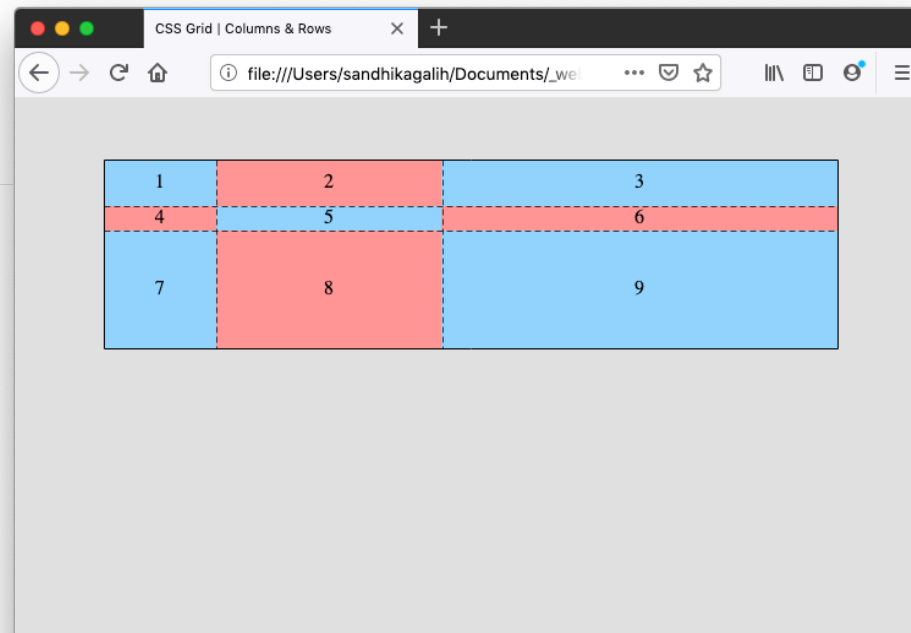 CSS Grid | Columns & Rows
file:///Users/sandhikagalih/Documents/_we
1 2 3
4 5 6
7 8 9